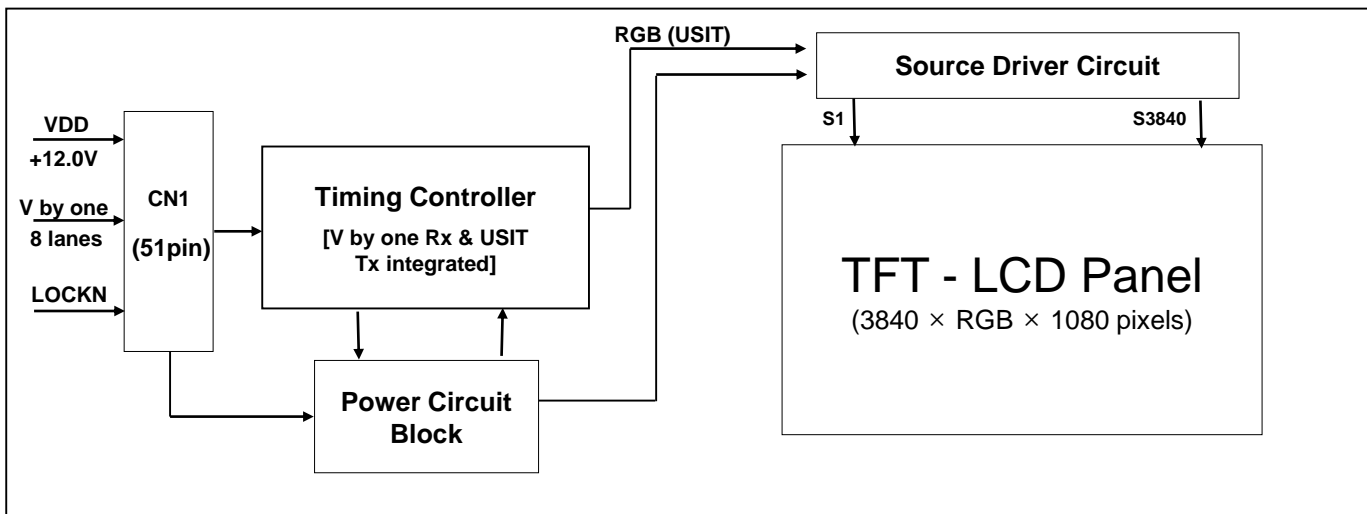 RGB (USIT)
Source Driver Circuit
S1
S3840
VDD
+12.0V
V by one
8 lanes
LOCKN
CN1
(51pin)
Timing Controller
[V by one Rx & USIT
Tx integrated]
Power Circuit
Block
TFT - LCD Panel
(3840 × RGB × 1080 pixels)